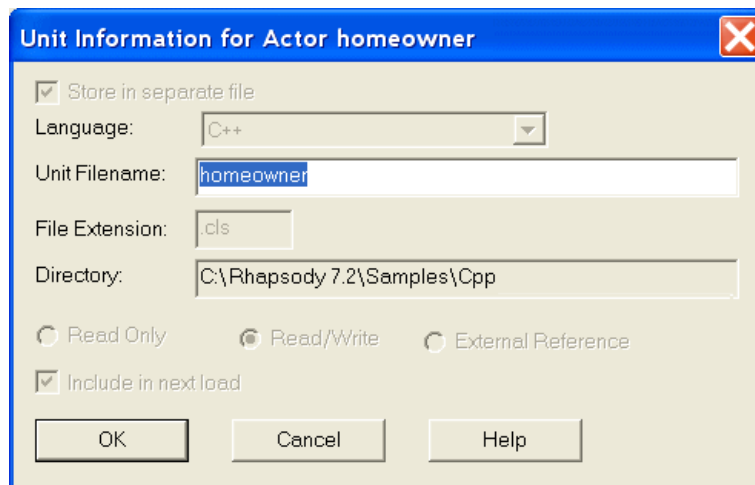 Unit Information for Actor homeowner
Store in separate file
Language: C++
Unit Filename: homeowner
File Extension: .cls
Directory: C:\Rhapsody 7.2\Samples\Cpp
Read Only Read/Write External Reference
Include in next load
OK Cancel Help